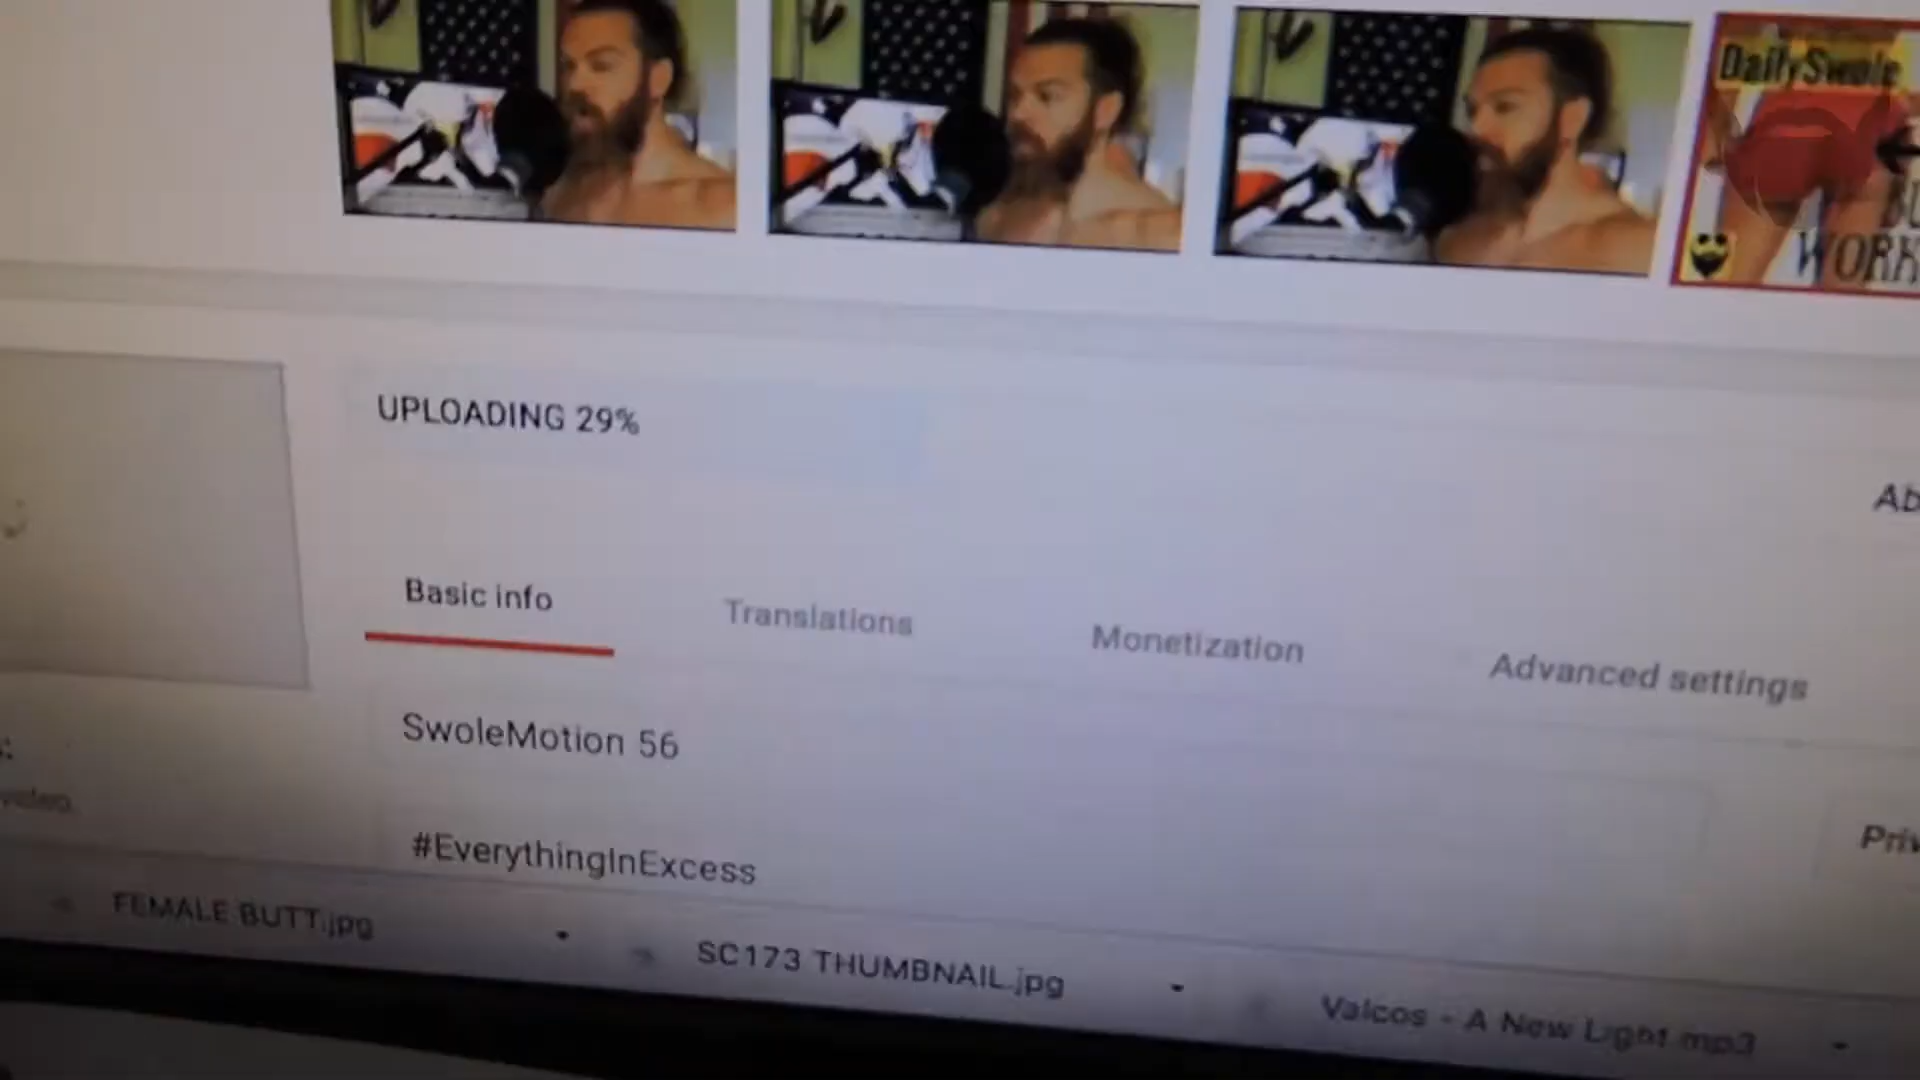 DailySwole
WORK
UPLOADING 29%
Ab
Basic info
Translations
Monetization
Advanced settings
SwoleMotion 56
Priv
video.
#EverythingInExcess
FEMALE BUTT.jpg
SC173 THUMBNAIL.jpg
Valcos - A New Light.mp3